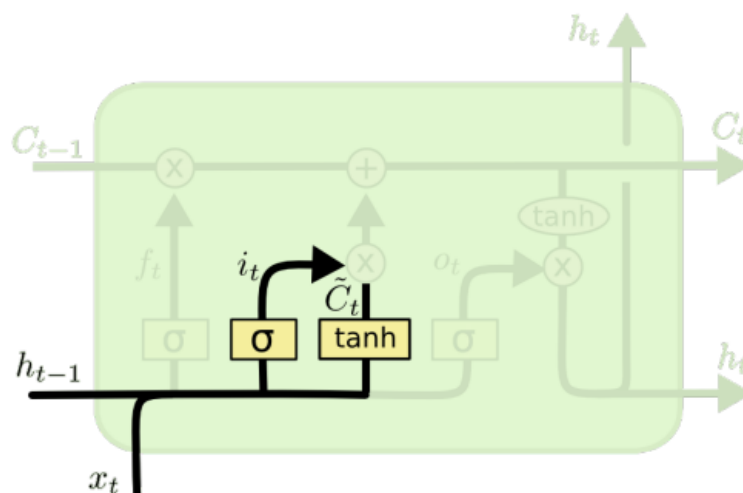 h_t
C_{t-1}
C_t
x
+
tanh
f_t
i_t
x
o_t
x
C̃_t
σ
σ
tanh
σ
h_{t-1}
h_t
x_t